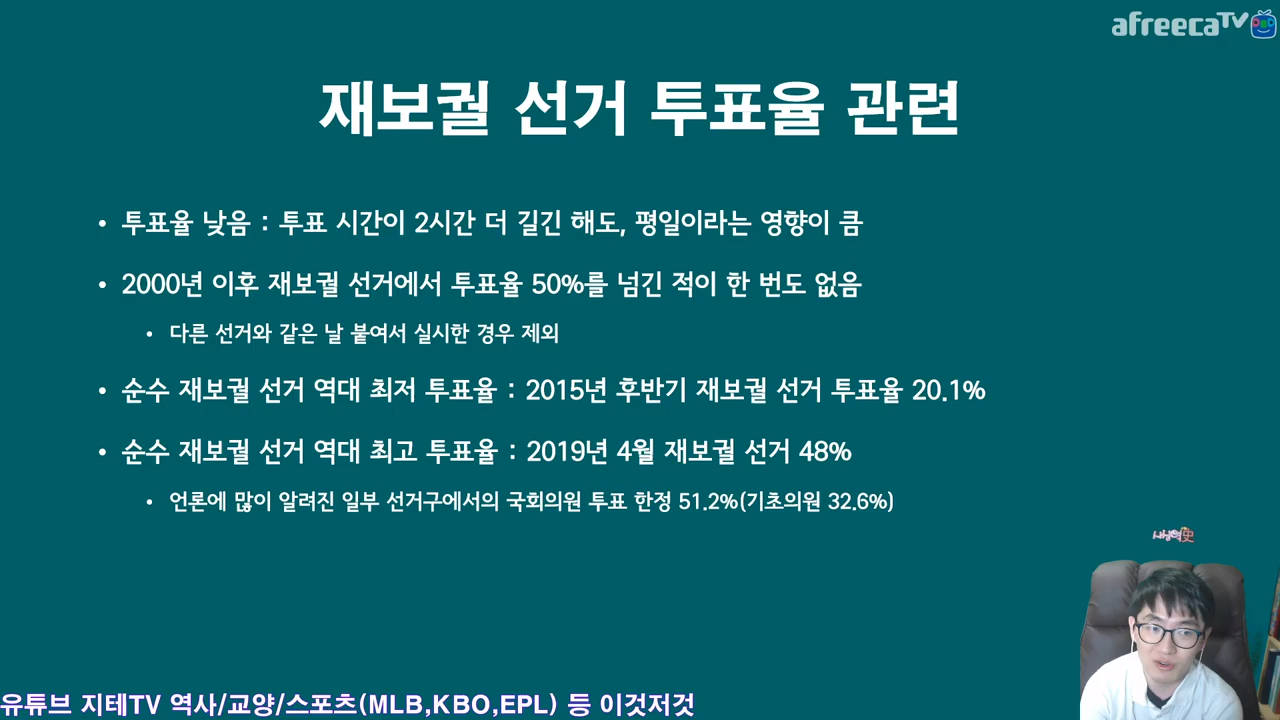 afreecaTV
재보궐 선거 투표율 관련
• 투표율 낮음 : 투표 시간이 2시간 더 길긴 해도, 평일이라는 영향이 큼
• 2000년 이후 재보궐 선거에서 투표율 50%를 넘긴 적이 한 번도 없음
• 다른 선거와 같은 날 붙여서 실시한 경우 제외
• 순수 재보궐 선거 역대 최저 투표율 : 2015년 후반기 재보궐 선거 투표율 20.1%
• 순수 재보궐 선거 역대 최고 투표율 : 2019년 4월 재보궐 선거 48%
• 언론에 많이 알려진 일부 선거구에서의 국회의원 투표 한정 51.2%(기초의원 32.6%)
유튜브 지테TV 역사/교양/스포츠(MLB,KBO,EPL) 등 이것저것